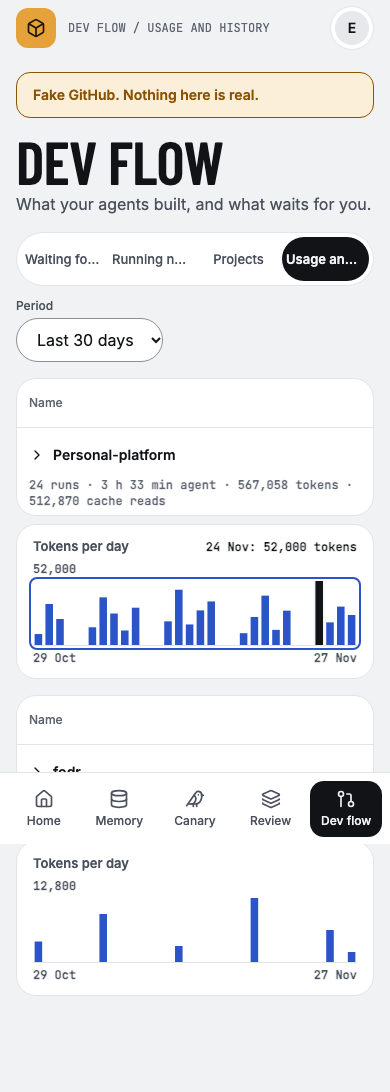 DEV FLOW / USAGE AND HISTORY
E
Fake GitHub. Nothing here is real.
DEV FLOW
What your agents built, and what waits for you.
Waiting fo...
Running n...
Projects
Usage an...
Period
Last 30 days
Name
Personal-platform
24 runs · 3 h 33 min agent · 567,058 tokens ·
512,870 cache reads
Tokens per day
24 Nov: 52,000 tokens
52,000
29 Oct
27 Nov
Name
Home
Memory
Canary
Review
Dev flow
Tokens per day
12,800
29 Oct
27 Nov